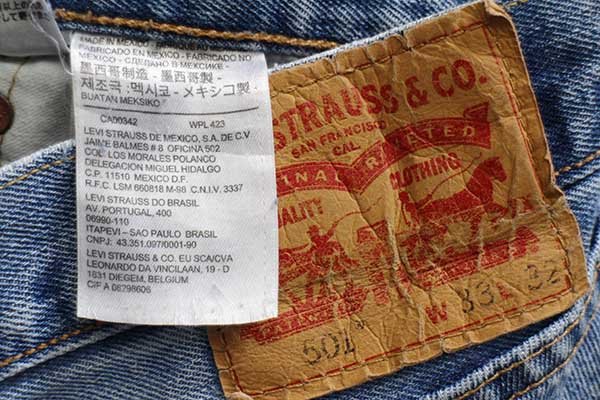 MADE IN MEXICO
FABRICADO EN MEXICO - FABRICADO NO
MEXICO - СДЕЛАНО В МЕКСИКЕ -
墨西哥制造 - 墨西哥製 -
제조국 : 멕시코 - メキシコ製 -
BUATAN MEKSIKO
CA00342 WPL 423
LEVI STRAUSS DE MEXICO, S.A. DE C.V
JAIME BALMES # 8 OFICINA 502
COL. LOS MORALES POLANCO
DELEGACION MIGUEL HIDALGO
C.P. 11510 MEXICO D.F.
R.F.C. LSM 660818 M-98 C.N.I.V. 3337
LEVI STRAUSS DO BRASIL
AV. PORTUGAL, 400
06990-110
ITAPEVI – SAO PAULO BRASIL
CNPJ: 43.351.097/0001-90
LEVI STRAUSS & CO. EU SCA/CVA
LEONARDO DA VINCILAAN, 19 - D
1831 DIEGEM, BELGIUM
C/F A 08798606
STRAUSS & CO.
SAN FRANCISCO
CAL.
CLOTHING
501
W 33 L 32